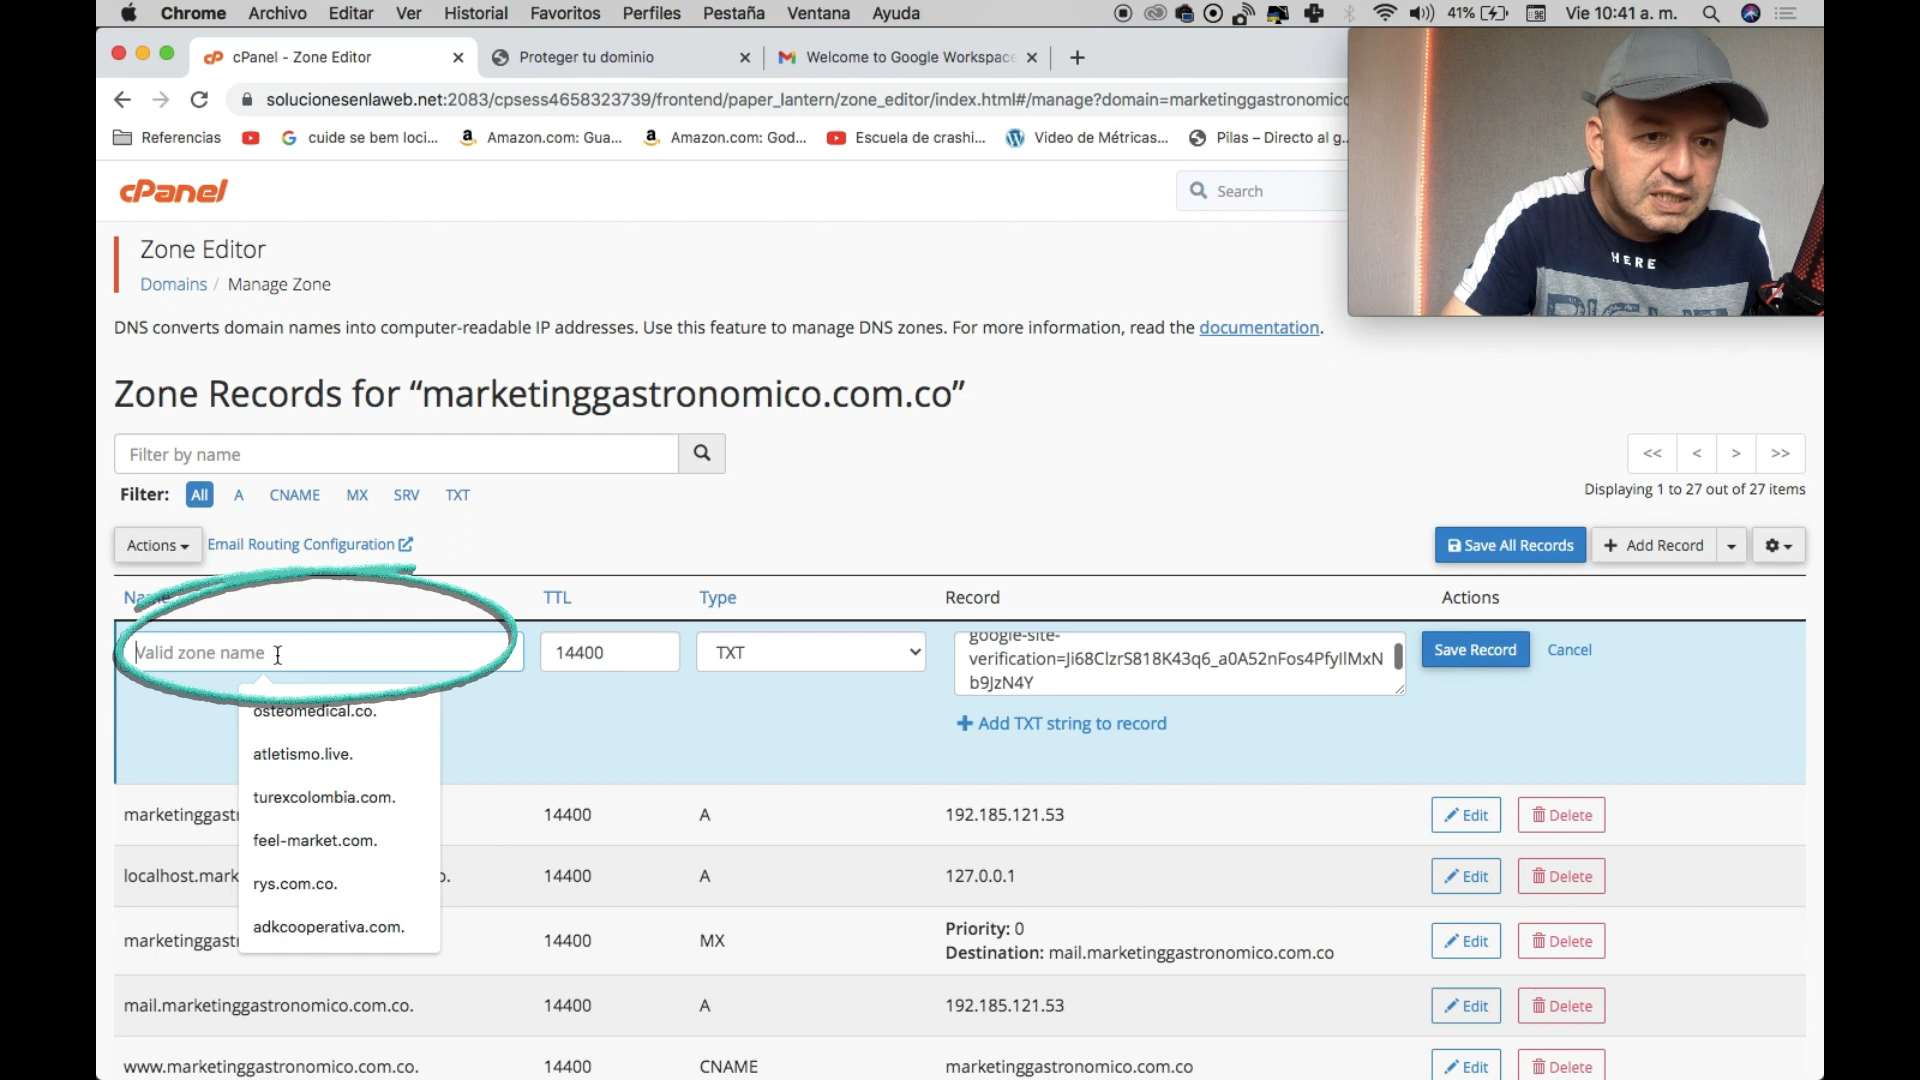 Chrome Archivo Editar Ver Historial Favoritos Perfiles Pestaña Ventana Ayuda 41% Vie 10:41 a. m.
cPanel - Zone Editor Proteger tu dominio Welcome to Google Workspace
solucionesenlaweb.net:2083/cpsess4658323739/frontend/paper_lantern/zone_editor/index.html#/manage?domain=marketinggastronomico
Referencias cuide se bem loci... Amazon.com: Gua... Amazon.com: God... Escuela de crashi... Video de Métricas... Pilas – Directo al g...
cPanel
Search
HERE
Zone Editor
Domains / Manage Zone
DNS converts domain names into computer-readable IP addresses. Use this feature to manage DNS zones. For more information, read the documentation.
Zone Records for “marketinggastronomico.com.co”
Filter by name
<< < > >>
Filter: All A CNAME MX SRV TXT
Displaying 1 to 27 out of 27 items
Actions Email Routing Configuration Save All Records Add Record
Name TTL Type Record Actions
Valid zone name 14400 TXT
google-site-
verification=Ji68ClzrS818K43q6_a0A52nFos4PfyIlMxN
b9JzN4Y
Save Record Cancel
Add TXT string to record
osteomedical.co.
atletismo.live.
turexcolombia.com.
feel-market.com.
rys.com.co.
adkcooperativa.com.
marketinggast 14400 A 192.185.121.53 Edit Delete
localhost.mark o. 14400 A 127.0.0.1 Edit Delete
marketinggast 14400 MX Priority: 0
Destination: mail.marketinggastronomico.com.co Edit Delete
mail.marketinggastronomico.com.co. 14400 A 192.185.121.53 Edit Delete
www.marketinggastronomico.com.co. 14400 CNAME marketinggastronomico.com.co Edit Delete